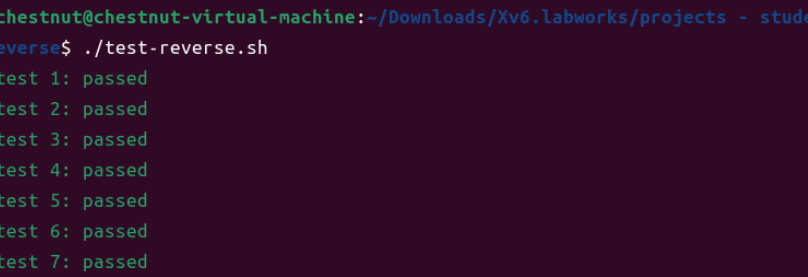 chestnut@chestnut-virtual-machine:~/Downloads/Xv6.labworks/projects - stude
everse$ ./test-reverse.sh
test 1: passed
test 2: passed
test 3: passed
test 4: passed
test 5: passed
test 6: passed
test 7: passed